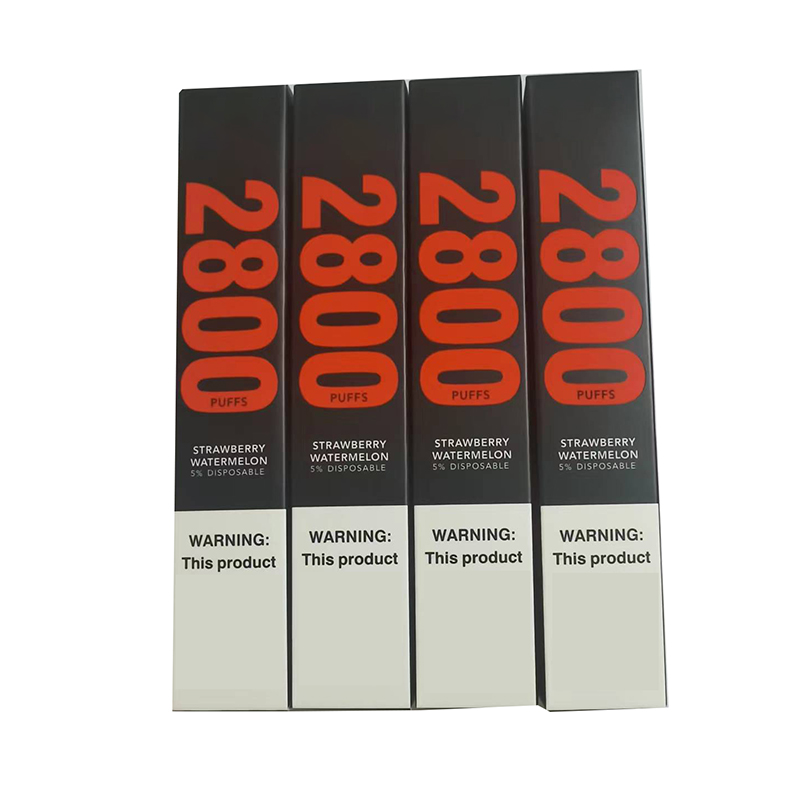 2800
PUFFS
STRAWBERRY
WATERMELON
5% DISPOSABLE
WARNING:
This product
2800
PUFFS
STRAWBERRY
WATERMELON
5% DISPOSABLE
WARNING:
This product
2800
PUFFS
STRAWBERRY
WATERMELON
5% DISPOSABLE
WARNING:
This product
2800
PUFFS
STRAWBERRY
WATERMELON
5% DISPOSABLE
WARNING:
This product